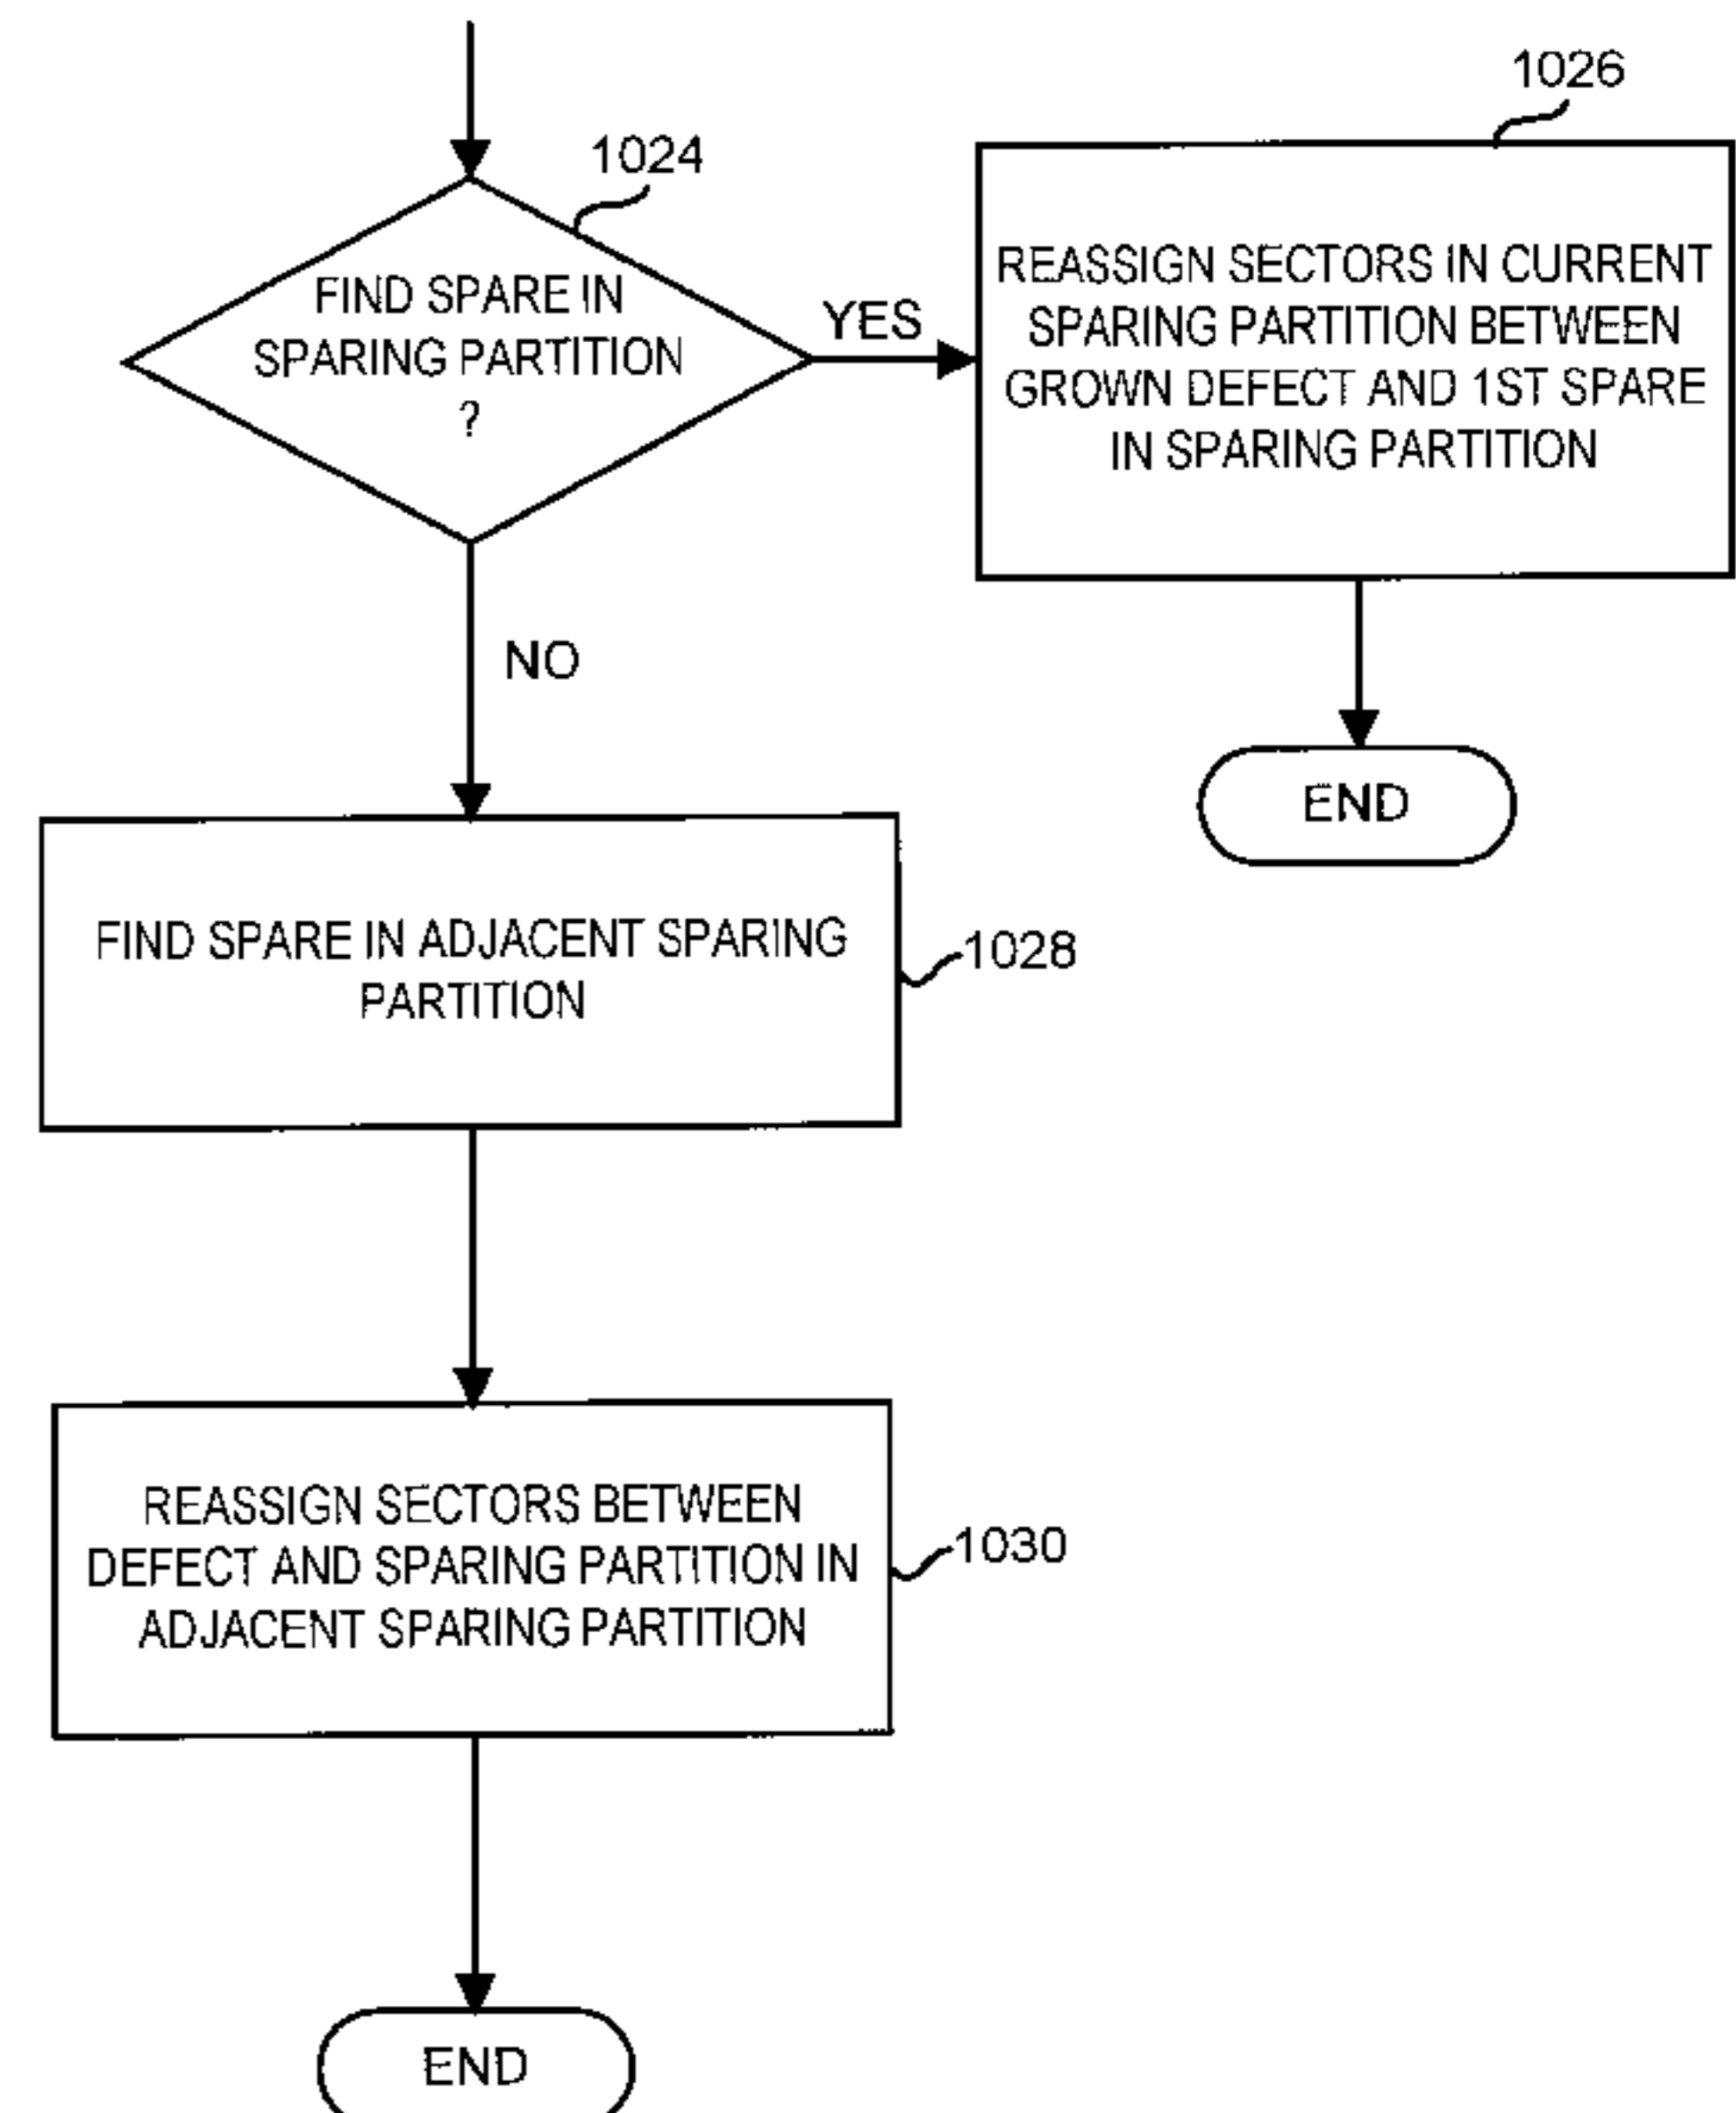 1026
1024
FIND SPARE IN
SPARING PARTITION
?
YES
REASSIGN SECTORS IN CURRENT
SPARING PARTITION BETWEEN
GROWN DEFECT AND 1ST SPARE
IN SPARING PARTITION
NO
END
FIND SPARE IN ADJACENT SPARING
PARTITION
1028
REASSIGN SECTORS BETWEEN
DEFECT AND SPARING PARTITION IN
ADJACENT SPARING PARTITION
1030
END